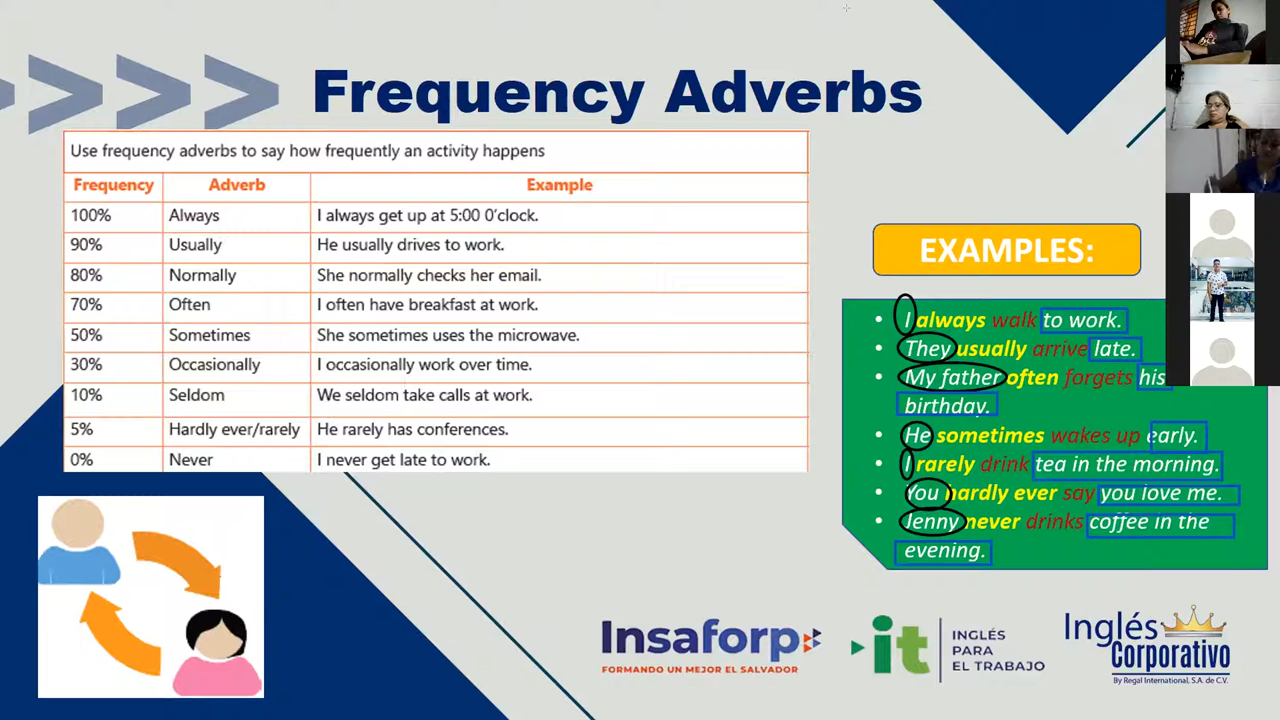 Frequency Adverbs
Use frequency adverbs to say how frequently an activity happens
Frequency Adverb Example
100% Always I always get up at 5:00 0'clock.
90% Usually He usually drives to work.
80% Normally She normally checks her email.
70% Often I often have breakfast at work.
50% Sometimes She sometimes uses the microwave.
30% Occasionally I occasionally work over time.
10% Seldom We seldom take calls at work.
5% Hardly ever/rarely He rarely has conferences.
0% Never I never get late to work.
EXAMPLES:
• I always walk to work.
• They usually arrive late.
• My father often forgets his
birthday.
• He sometimes wakes up early.
• I rarely drink tea in the morning.
• You hardly ever say you love me.
• Jenny never drinks coffee in the
evening.
Insaforp
FORMANDO UN MEJOR EL SALVADOR
it
INGLÉS
PARA
EL TRABAJO
Inglés
Corporativo
By Regal International, S.A. de C.V.